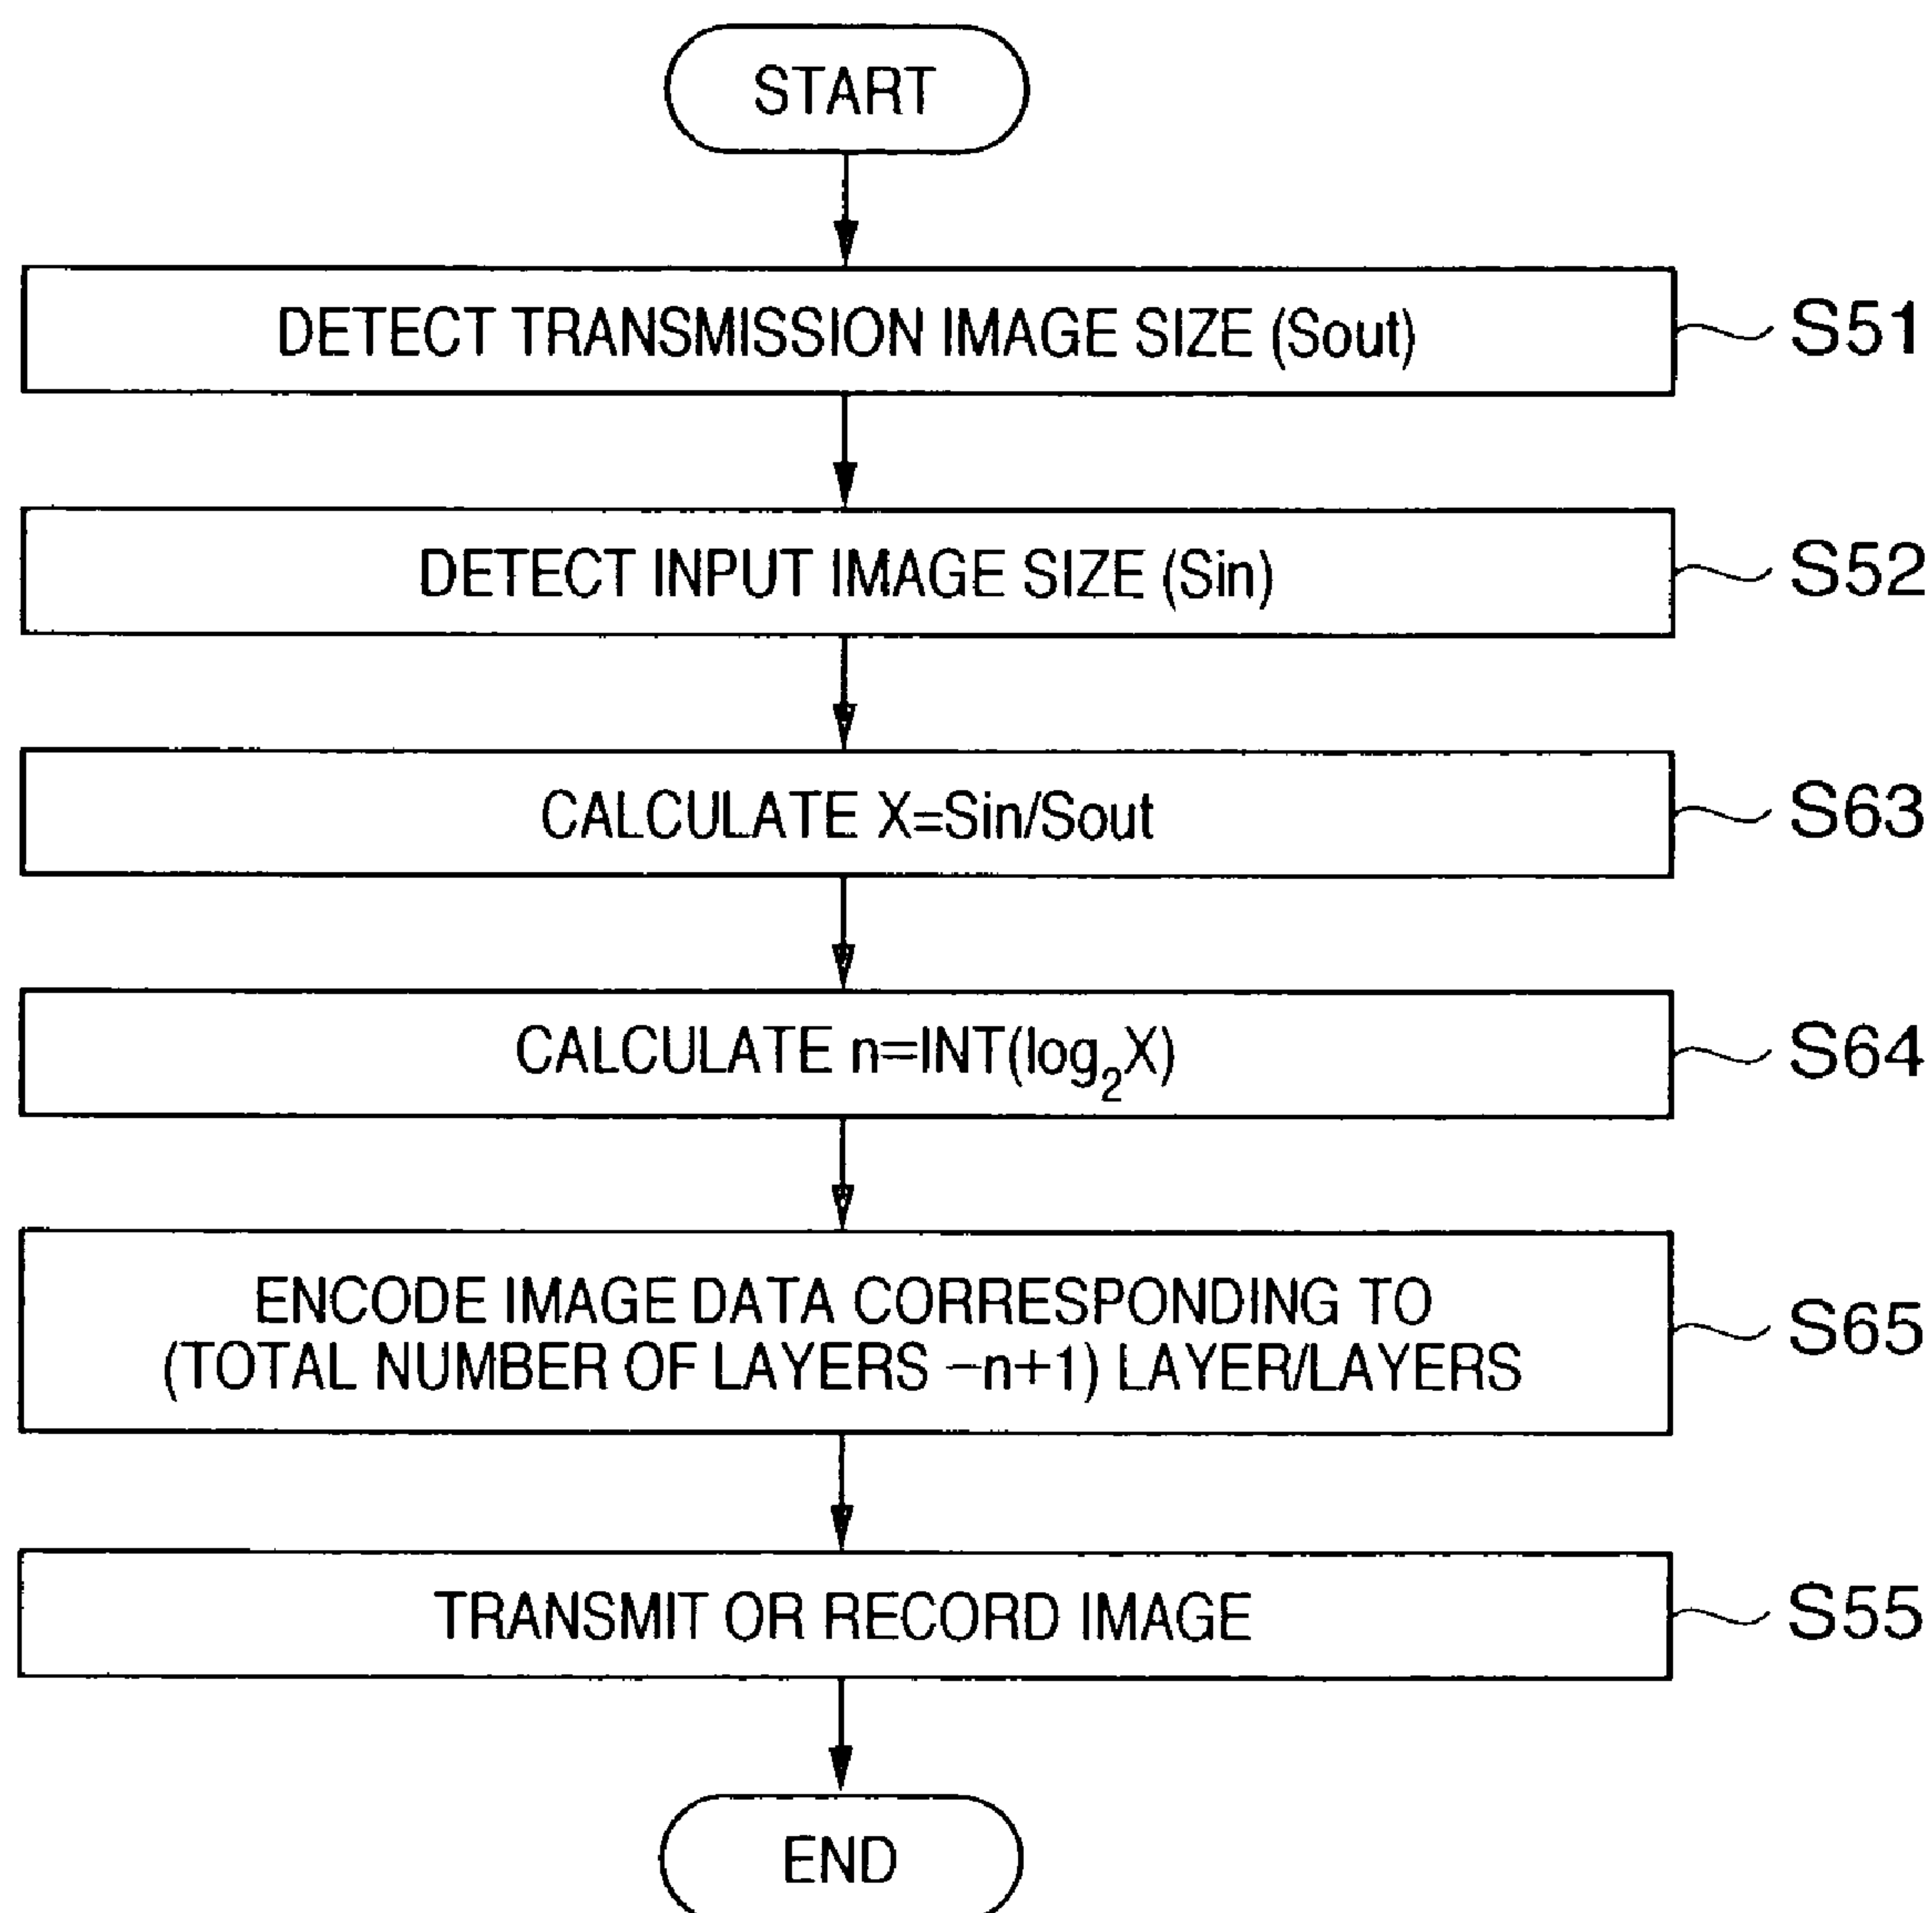 START
DETECT TRANSMISSION IMAGE SIZE (Sout)
S51
DETECT INPUT IMAGE SIZE (Sin)
S52
CALCULATE X=Sin/Sout
S63
CALCULATE n=INT(log₂X)
S64
ENCODE IMAGE DATA CORRESPONDING TO
(TOTAL NUMBER OF LAYERS –n+1) LAYER/LAYERS
S65
TRANSMIT OR RECORD IMAGE
S55
END